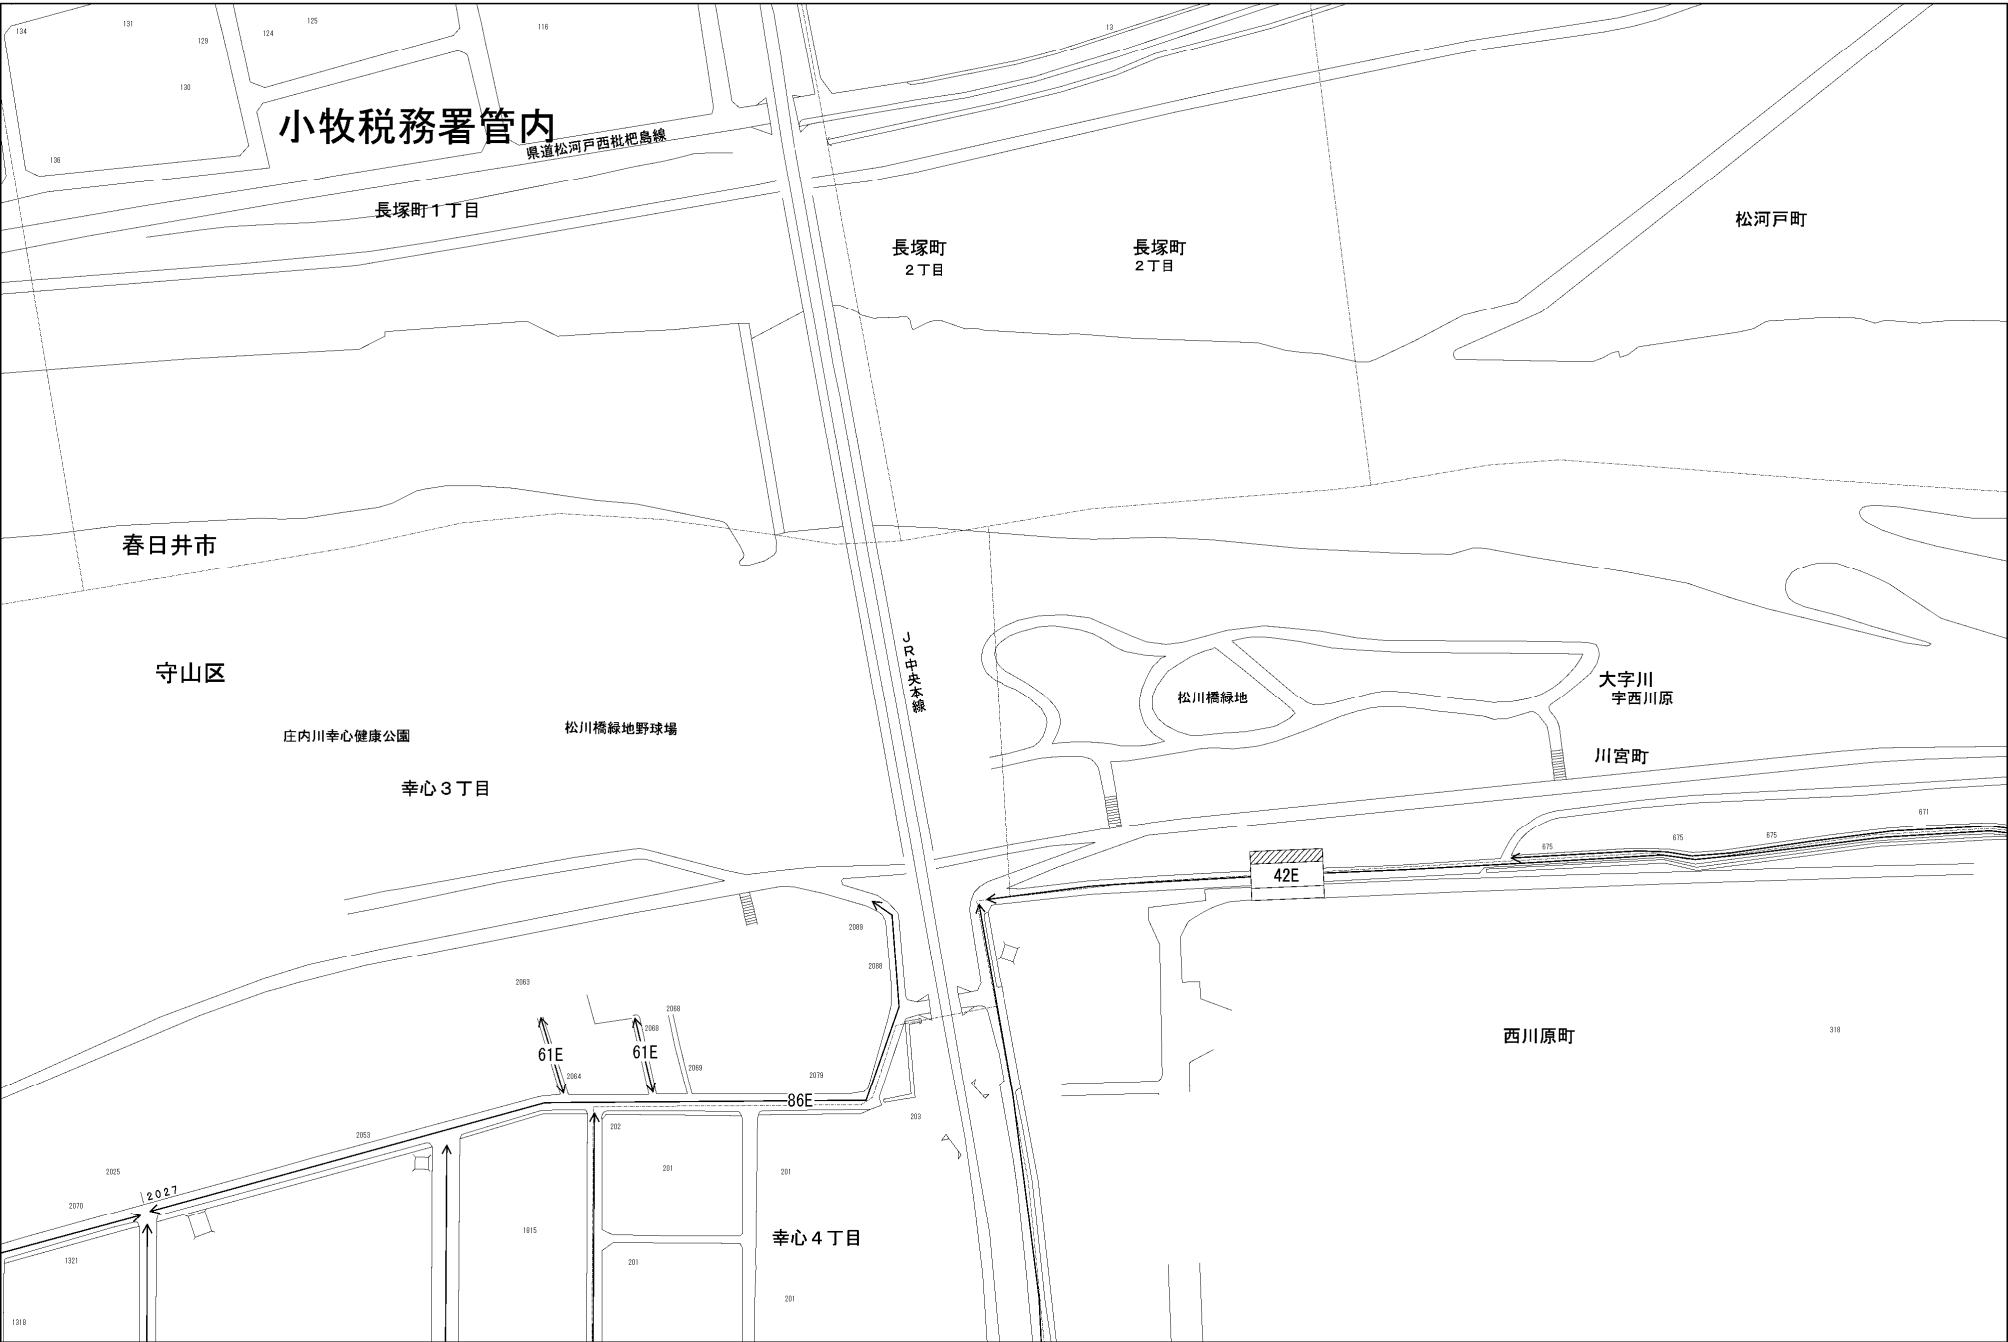 134
131
129
124
125
116
13
130
136
小牧税務署管内
県道松河戸西枇杷島線
長塚町1丁目
長塚町
2丁目
長塚町
2丁目
松河戸町
春日井市
守山区
JR中央本線
庄内川幸心健康公園
松川橋緑地野球場
幸心3丁目
松川橋緑地
大字川
宇西川原
川宮町
671
675
675
675
42E
2089
2088
2063
2068
2068
61E
61E
2064
2069
2079
86E
西川原町
318
2053
202
203
2025
201
201
2027
2070
1815
幸心4丁目
1321
201
201
1318